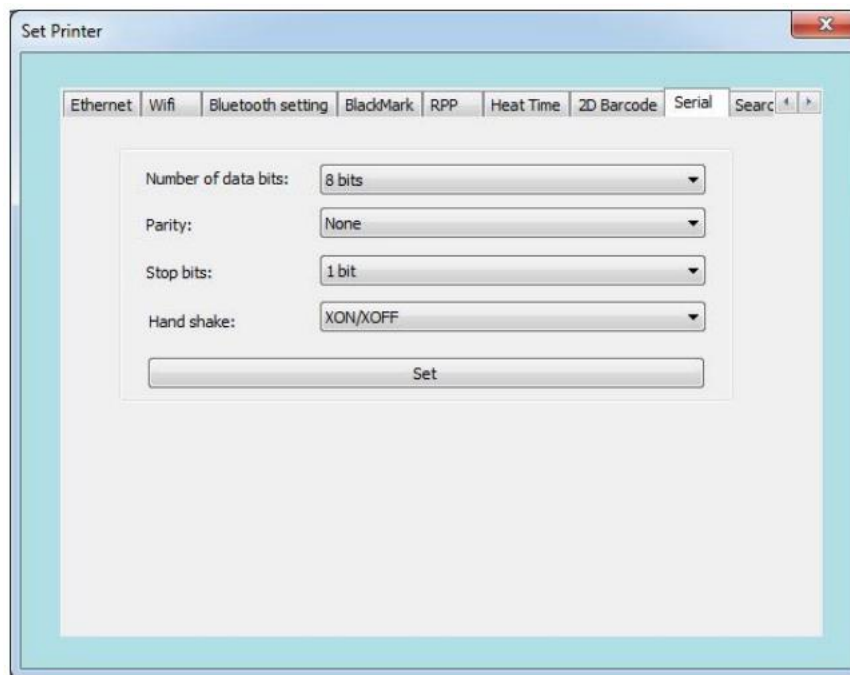 Set Printer
Ethernet Wifi Bluetooth setting BlackMark RPP Heat Time 2D Barcode Serial Searc
Number of data bits: 8 bits
Parity: None
Stop bits: 1 bit
Hand shake: XON/XOFF
Set